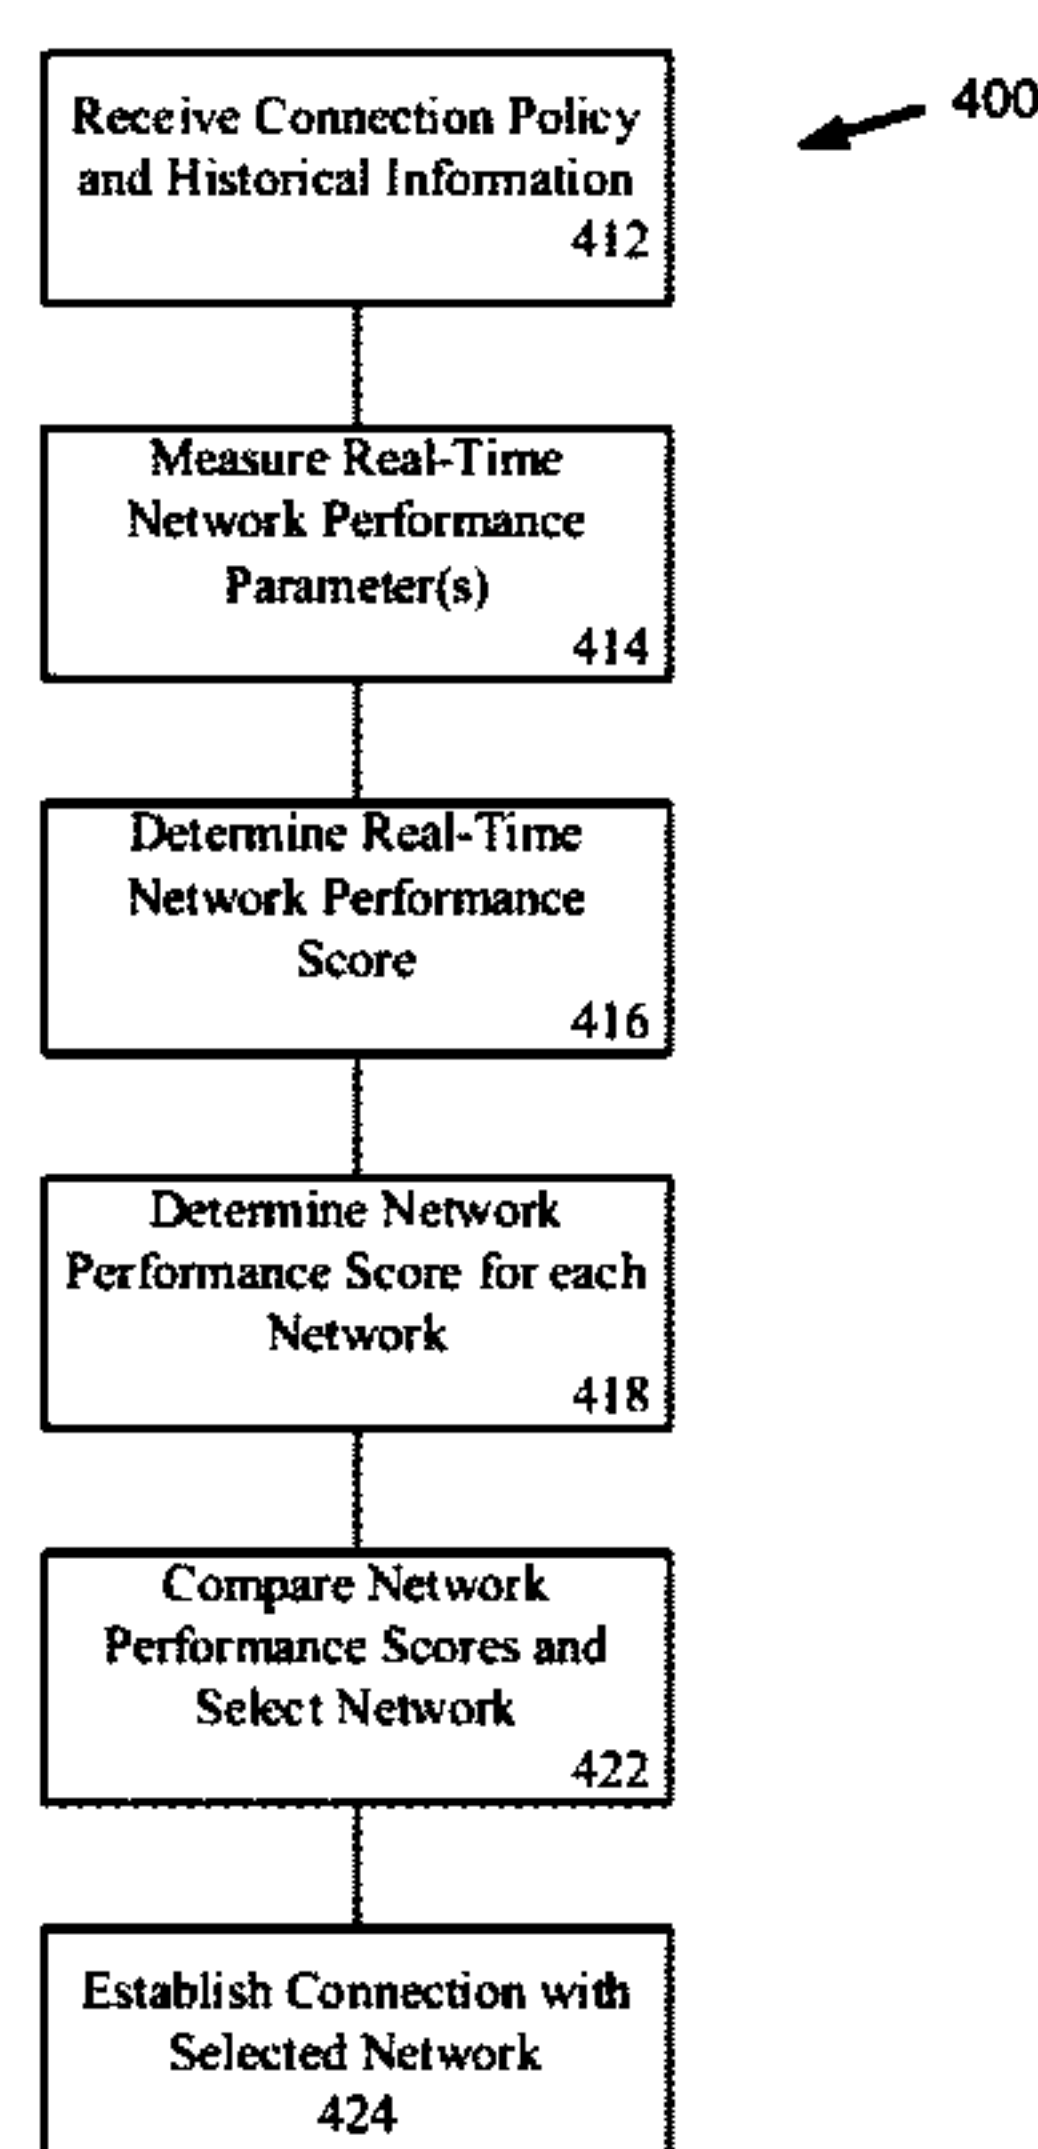 400
Receive Connection Policy
and Historical Information
412
Measure Real-Time
Network Performance
Parameter(s)
414
Determine Real-Time
Network Performance
Score
416
Determine Network
Performance Score for each
Network
418
Compare Network
Performance Scores and
Select Network
422
Establish Connection with
Selected Network
424